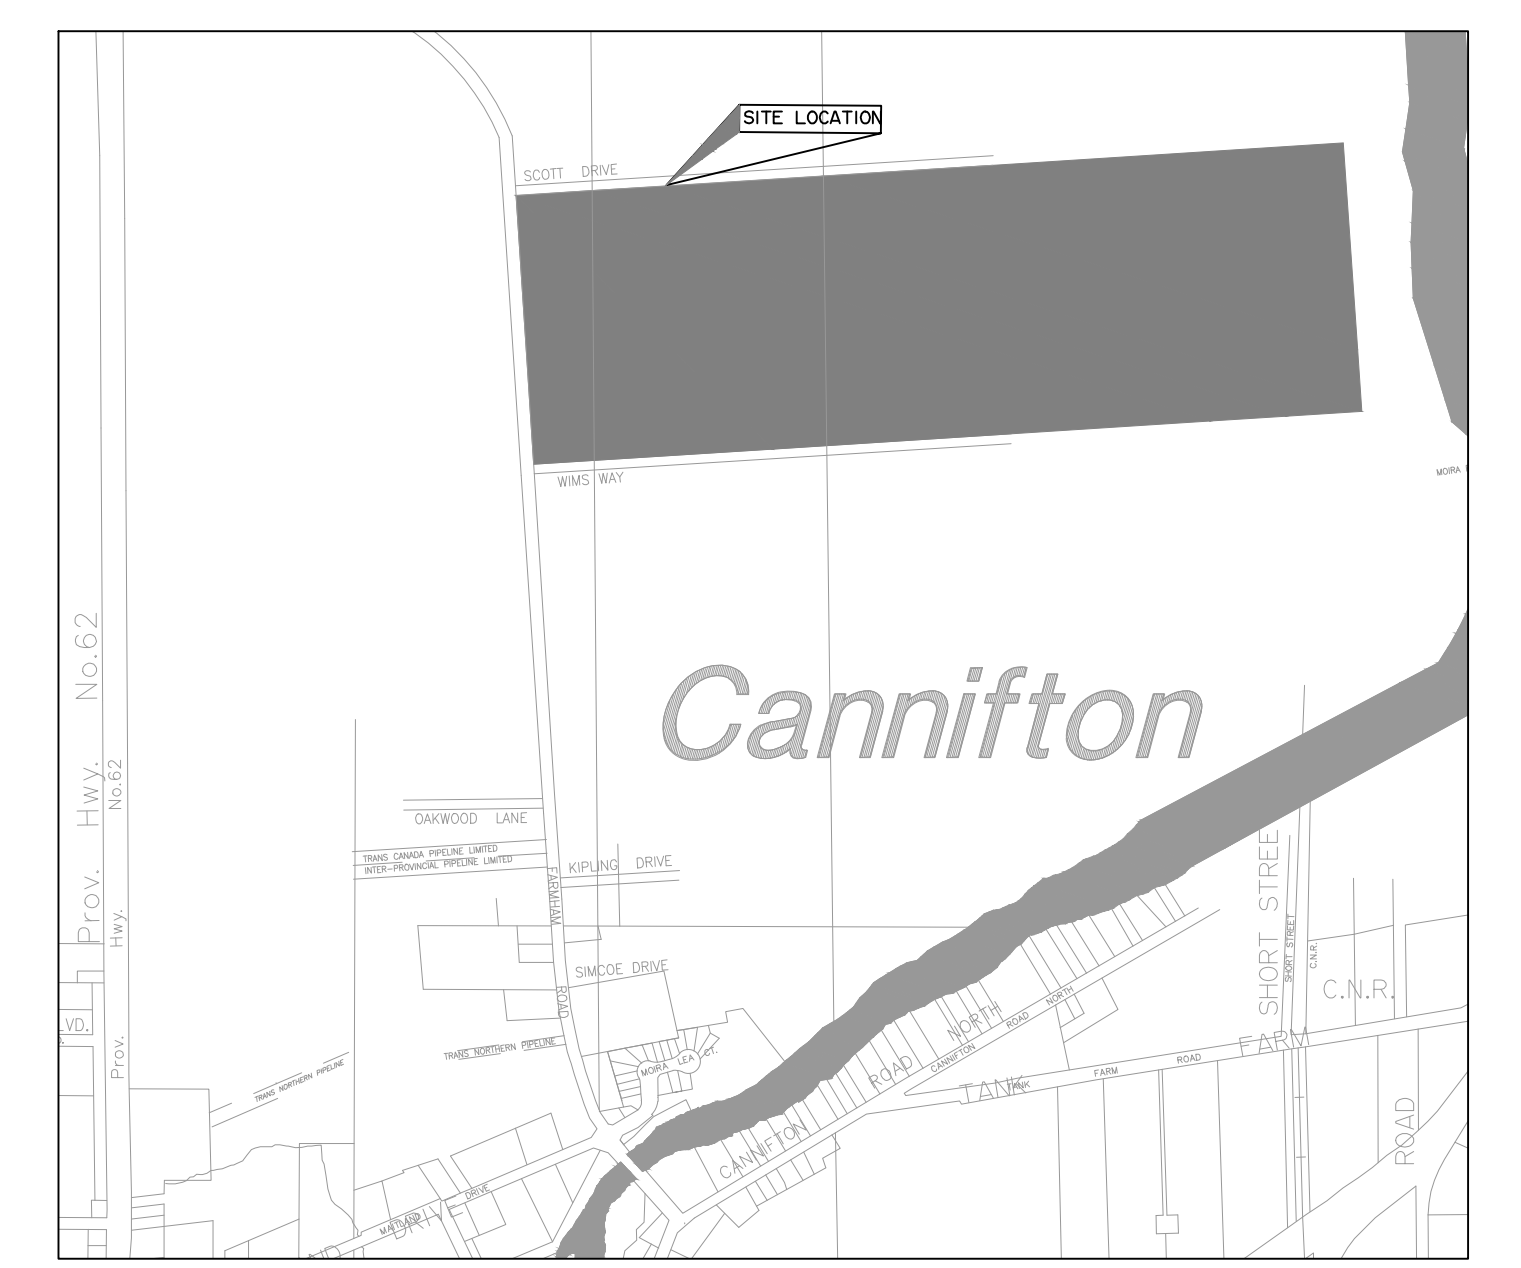 SITE LOCATION
SCOTT DRIVE
WIMS WAY
MOIRA
Prov. Hwy. No.62
Prov. Hwy. No.62
Cannifton
OAKWOOD LANE
TRANS CANADA PIPELINE LIMITED
INTER-PROVINCIAL PIPELINE LIMITED
KIPLING DRIVE
FARMHAM ROAD
SIMCOE DRIVE
SHORT STREE
SHORT STREET
C.N.R.
C.N.R.
LVD.
TRANS NORTHERN PIPELINE
TRANS NORTHERN PIPELINE
MOIRA LEA CT.
CANNIFTON ROAD NORTH
CANNIFTON ROAD NORTH
TANK FARM ROAD
TANK FARM ROAD
MAITLAND DRIVE
DRIVE